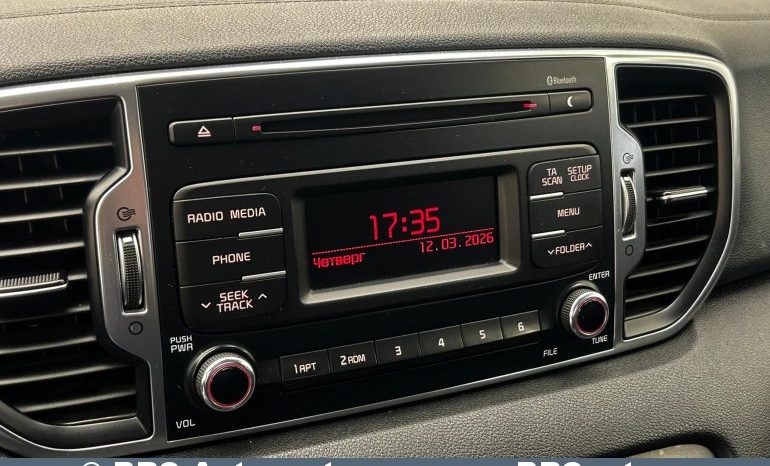 Bluetooth
TA
SCAN
SETUP
CLOCK
RADIO MEDIA
17:35
MENU
12.03.2026
Четверг
PHONE
FOLDER
SEEK
TRACK
ENTER
PUSH
PWR
1 APT
2 RDM
3
4
5
6
FILE
TUNE
VOL